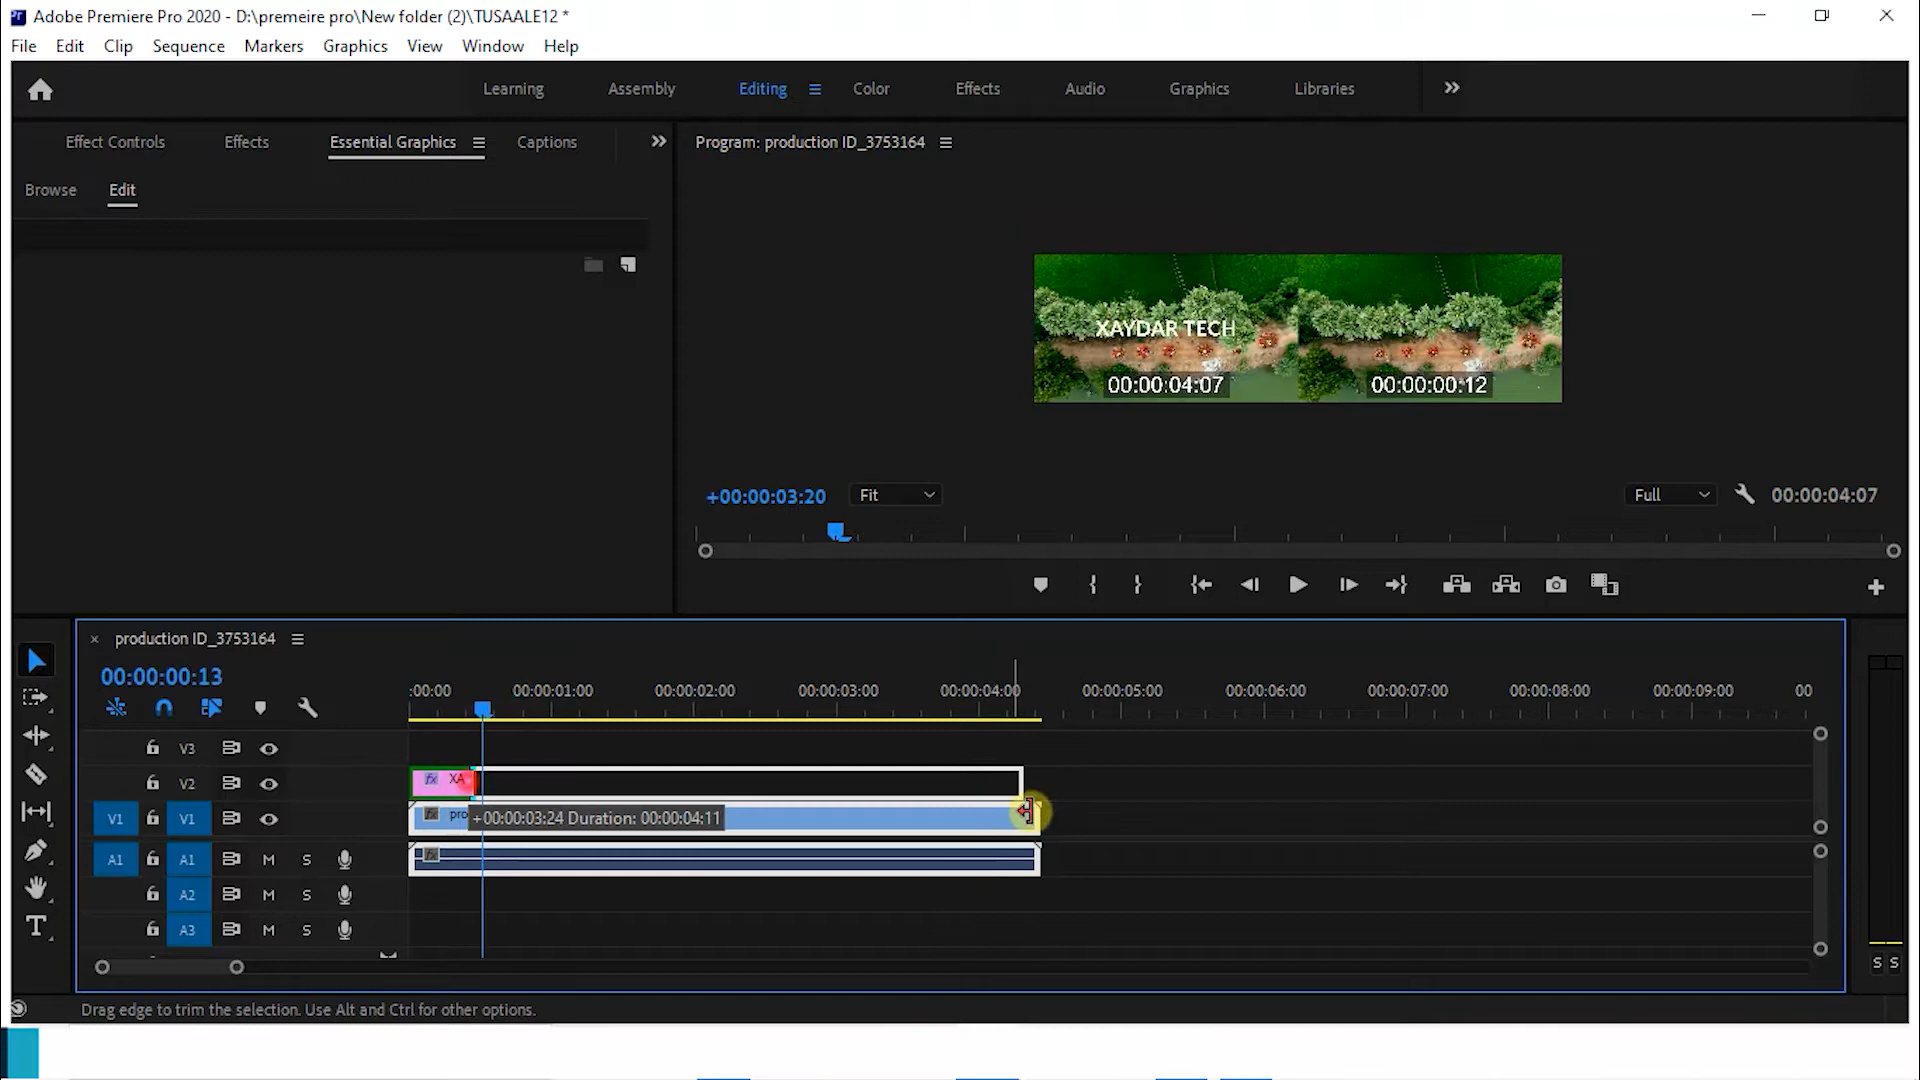 Adobe Premiere Pro 2020 - D:\premeire pro\New folder (2)\TUSAALE12 *
File Edit Clip Sequence Markers Graphics View Window Help
Learning Assembly Editing Color Effects Audio Graphics Libraries
Effect Controls Effects Essential Graphics Captions
Program: production ID_3753164
Browse Edit
XAYDAR TECH
00:00:04:07 00:00:00:12
+00:00:03:20 Fit Full 00:00:04:07
production ID_3753164
00:00:00:13
:00:00 00:00:01:00 00:00:02:00 00:00:03:00 00:00:04:00 00:00:05:00 00:00:06:00 00:00:07:00 00:00:08:00 00:00:09:00 00
V3
V2 fx XA
V1 V1 fx pro
+00:00:03:24 Duration: 00:00:04:11
A1 A1 M S fx
A2 M S
A3 M S
S S
Drag edge to trim the selection. Use Alt and Ctrl for other options.